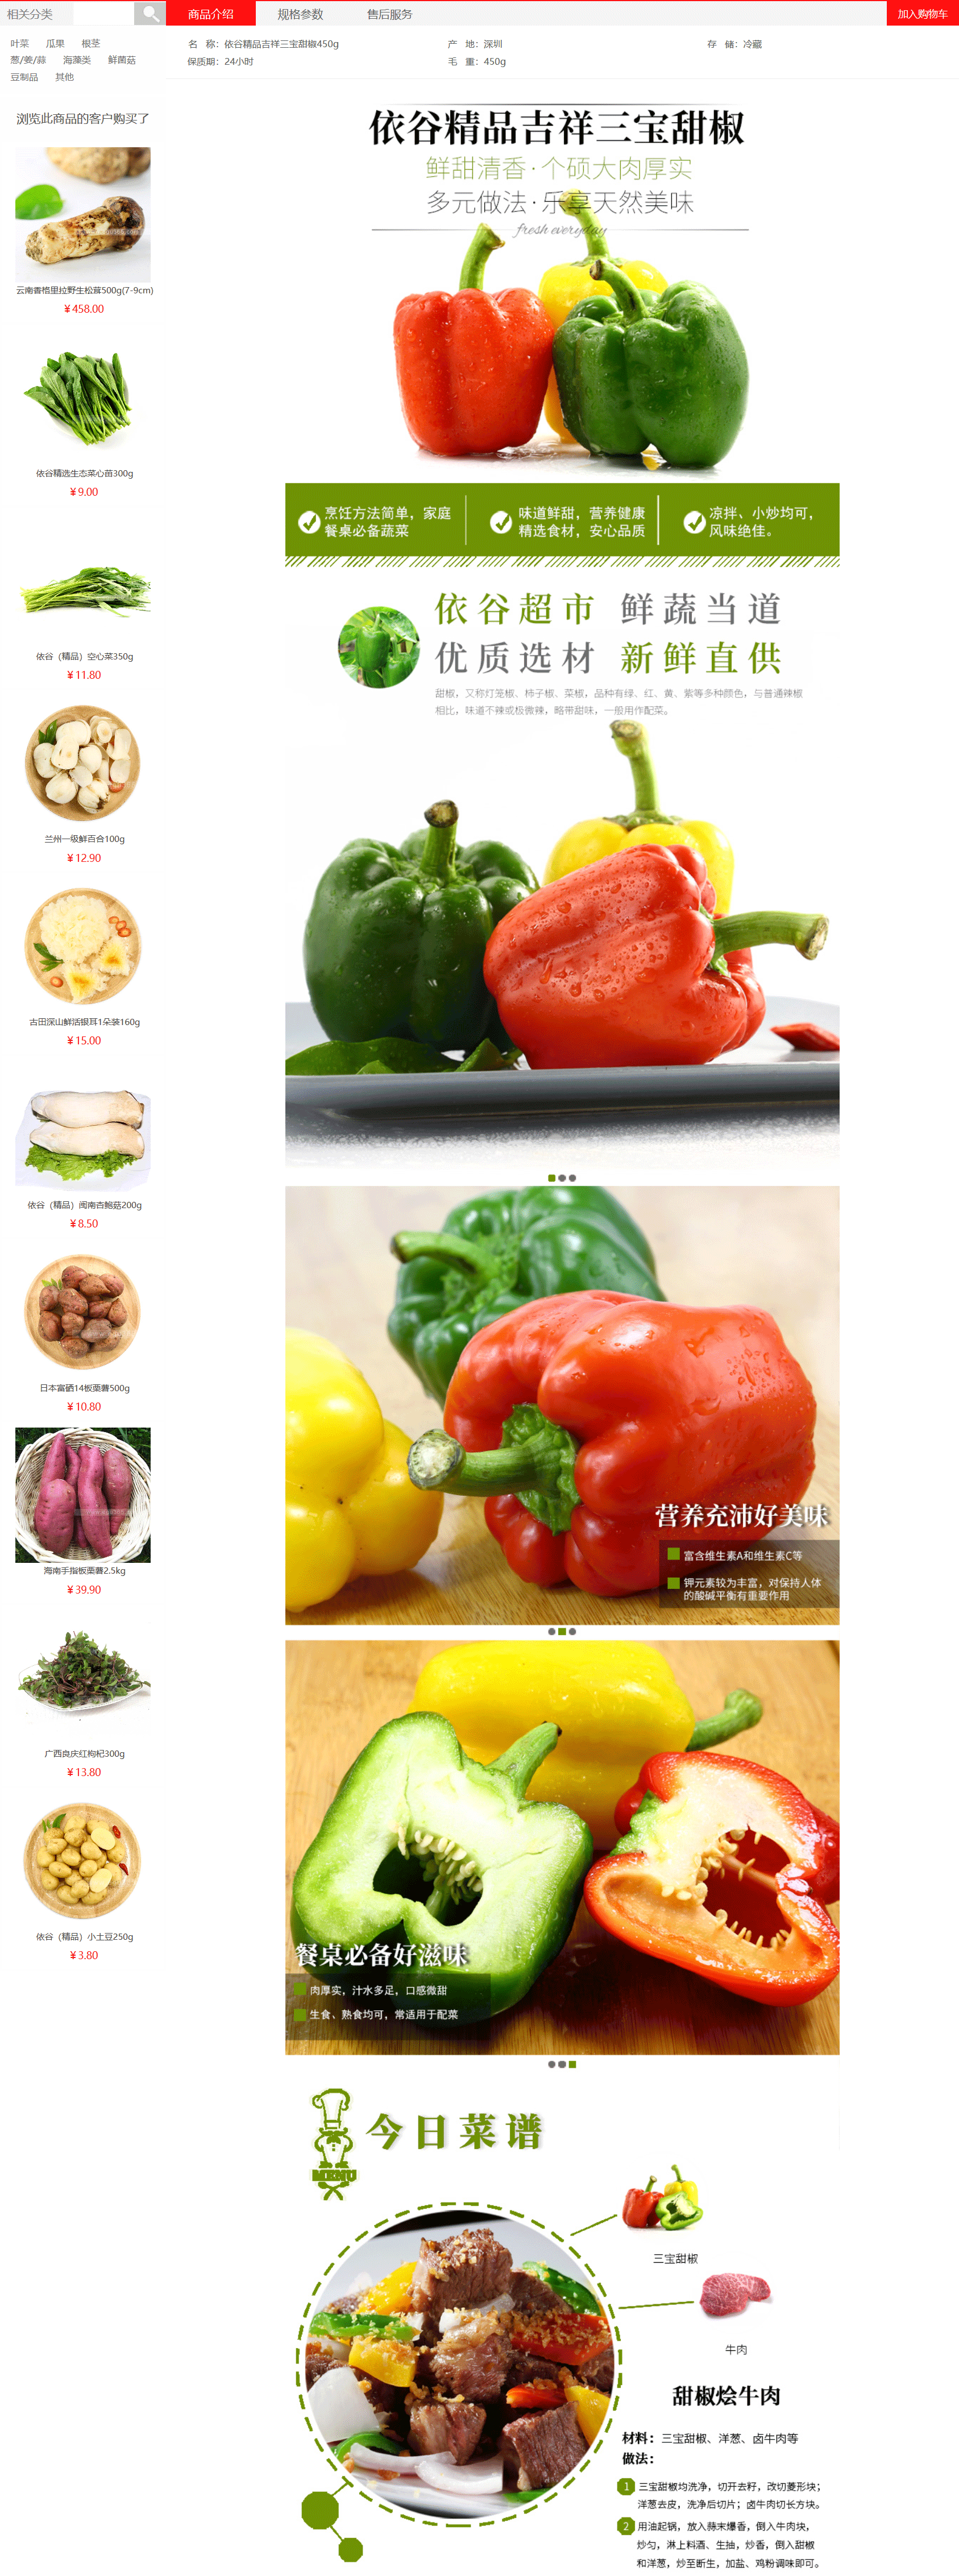 相关分类
商品介绍 规格参数 售后服务 加入购物车
叶菜 瓜果 根茎
葱/姜/蒜 海藻类 鲜菌菇
豆制品 其他
名 称：依谷精品吉祥三宝甜椒450g 产 地：深圳 存 储：冷藏
保质期：24小时 毛 重：450g
浏览此商品的客户购买了
云南香格里拉野生松茸500g(7-9cm)
¥458.00
依谷精选生态菜心苗300g
¥9.00
依谷（精品）空心菜350g
¥11.80
兰州一级鲜百合100g
¥12.90
古田深山鲜活银耳1朵装160g
¥15.00
依谷（精品）闽南杏鲍菇200g
¥8.50
日本富硒14板栗薯500g
¥10.80
海南手指板栗薯2.5kg
¥39.90
广西良庆红枸杞300g
¥13.80
依谷（精品）小土豆250g
¥3.80
依谷精品吉祥三宝甜椒
鲜甜清香·个硕大肉厚实
多元做法·乐享天然美味
fresh everyday
烹饪方法简单，家庭
餐桌必备蔬菜
味道鲜甜，营养健康
精选食材，安心品质
凉拌、小炒均可，
风味绝佳。
依谷超市 鲜蔬当道
优质选材 新鲜直供
甜椒，又称灯笼椒、柿子椒、菜椒，品种有绿、红、黄、紫等多种颜色，与普通辣椒
相比，味道不辣或极微辣，略带甜味，一般用作配菜。
营养充沛好美味
富含维生素A和维生素C等
钾元素较为丰富，对保持人体
的酸碱平衡有重要作用
餐桌必备好滋味
肉厚实，汁水多足，口感微甜
生食、熟食均可，常适用于配菜
MENU
今日菜谱
三宝甜椒
牛肉
甜椒烩牛肉
材料：三宝甜椒、洋葱、卤牛肉等
做法：
1 三宝甜椒均洗净，切开去籽，改切菱形块；
洋葱去皮，洗净后切片；卤牛肉切长方块。
2 用油起锅，放入蒜末爆香，倒入牛肉块，
炒匀，淋上料酒、生抽，炒香，倒入甜椒
和洋葱，炒至断生，加盐、鸡粉调味即可。